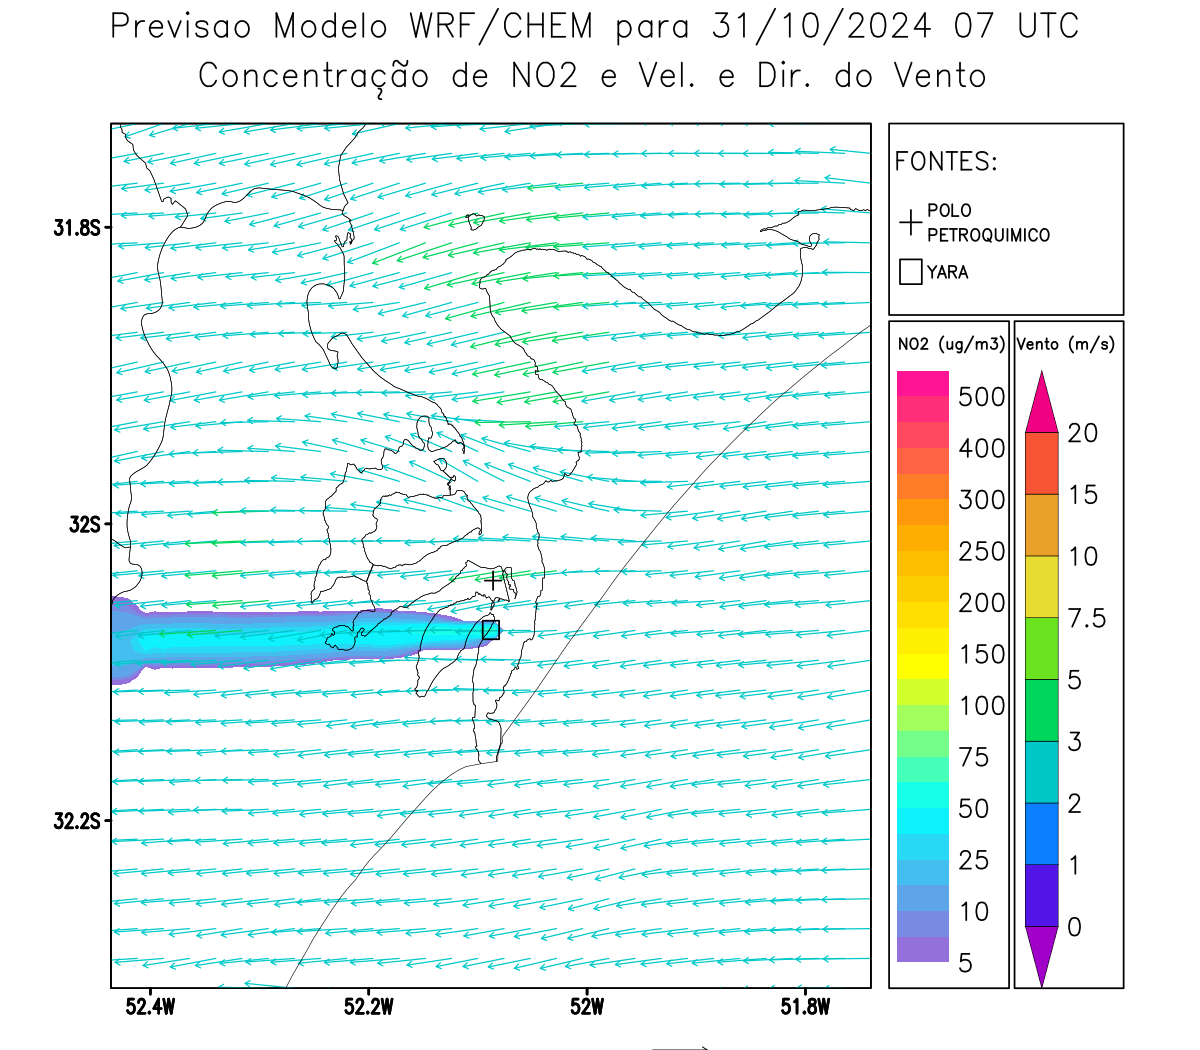 Previsao Modelo WRF/CHEM para 31/10/2024 07 UTC
Concentração de NO2 e Vel. e Dir. do Vento
FONTES:
POLO
PETROQUIMICO
YARA
NO2 (ug/m3)
500
400
300
250
200
150
100
75
50
25
10
5
Vento (m/s)
20
15
10
7.5
5
3
2
1
0
31.8S
32S
32.2S
52.4W
52.2W
52W
51.8W